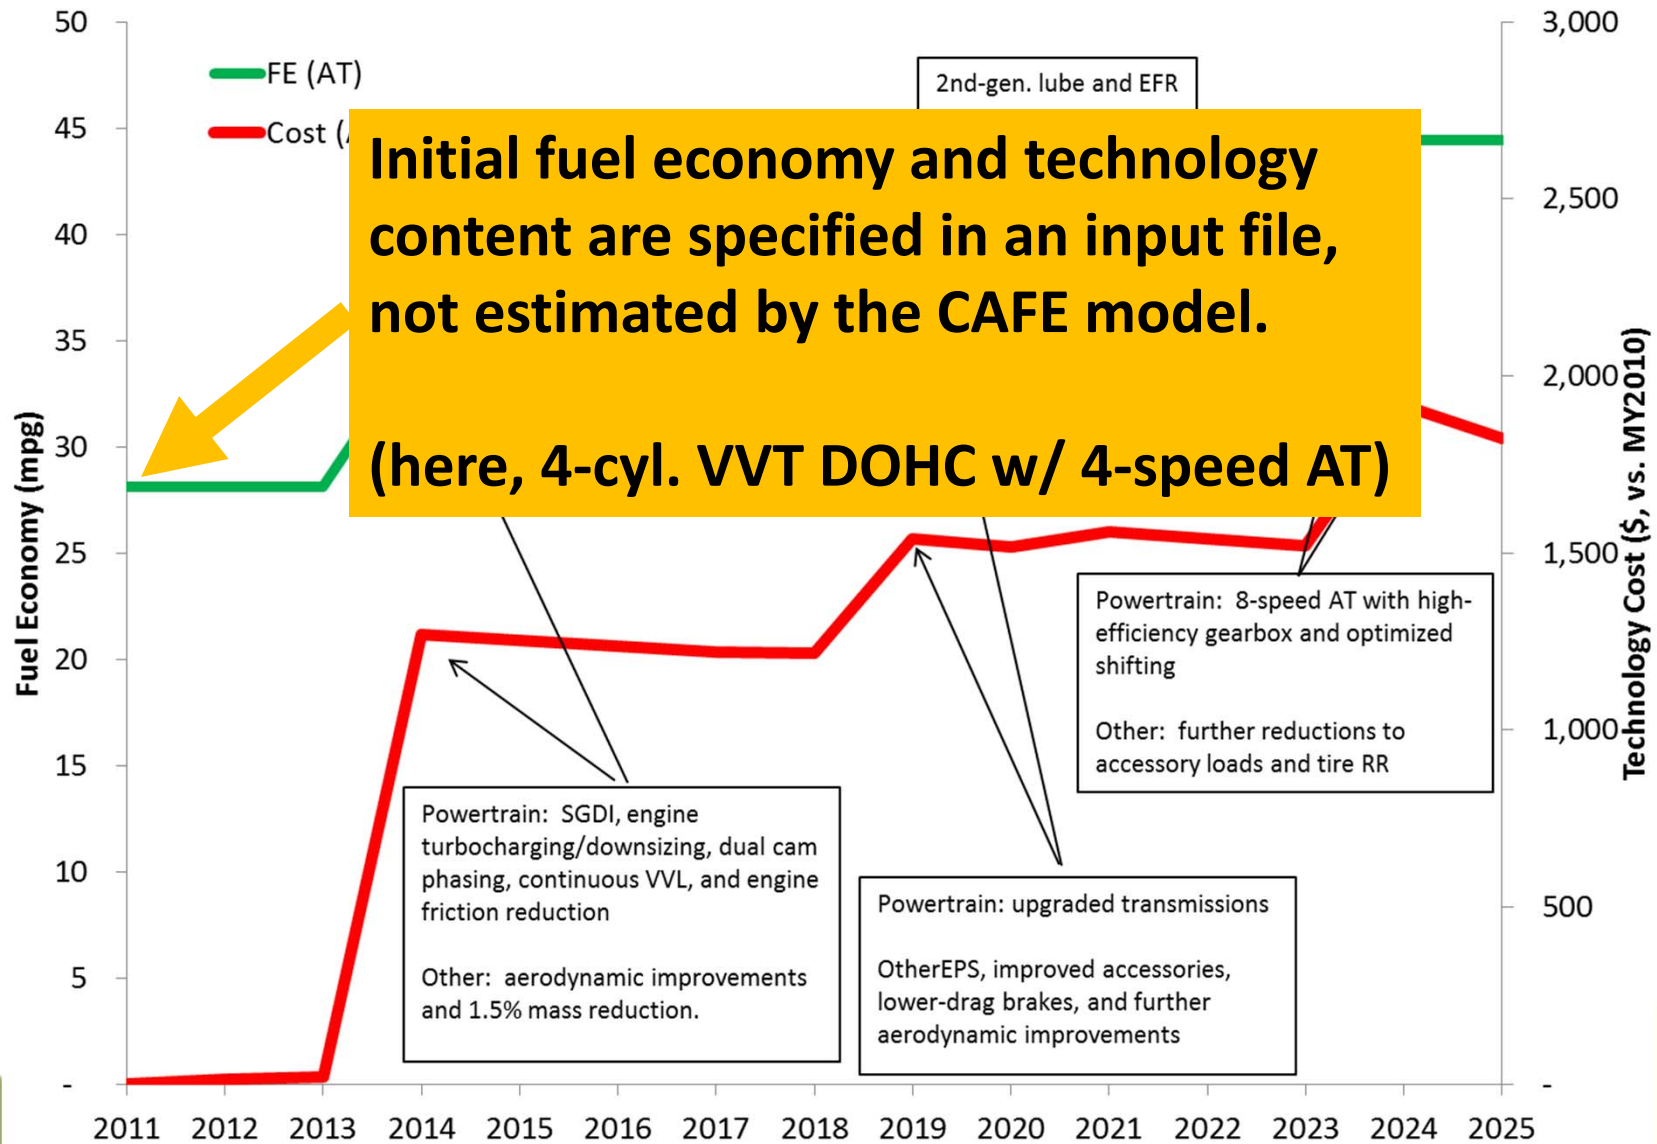 50
45
40
35
30
25
20
15
10
5
-
Fuel Economy (mpg)
FE (AT)
Cost (
2nd-gen. lube and EFR
Initial fuel economy and technology
content are specified in an input file,
not estimated by the CAFE model.
(here, 4-cyl. VVT DOHC w/ 4-speed AT)
Powertrain: SGDI, engine
turbocharging/downsizing, dual cam
phasing, continuous VVL, and engine
friction reduction
Other: aerodynamic improvements
and 1.5% mass reduction.
Powertrain: upgraded transmissions
OtherEPS, improved accessories,
lower-drag brakes, and further
aerodynamic improvements
Powertrain: 8-speed AT with high-
efficiency gearbox and optimized
shifting
Other: further reductions to
accessory loads and tire RR
3,000
2,500
2,000
1,500
1,000
500
-
Technology Cost ($, vs. MY2010)
2011 2012 2013 2014 2015 2016 2017 2018 2019 2020 2021 2022 2023 2024 2025